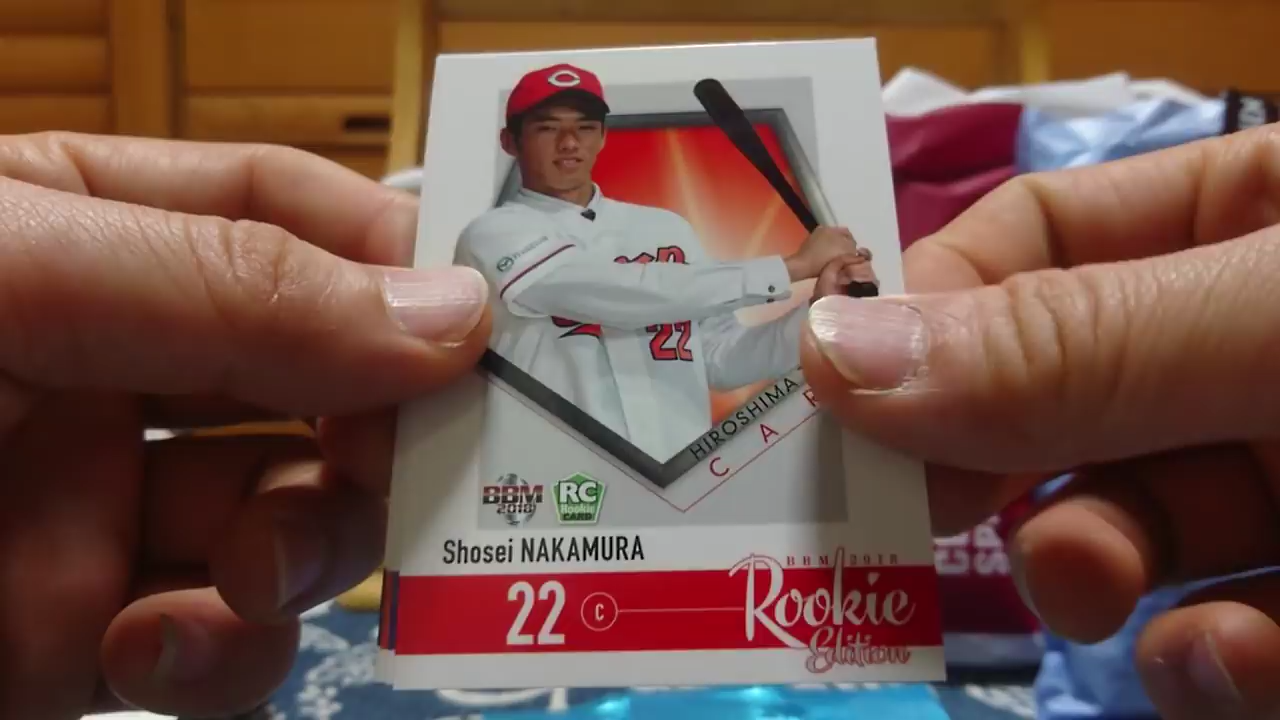 C
22
HIROSHIMA
CAR
BBM
2018
RC
Rookie
CARD
Shosei NAKAMURA
BBM 2018
Rookie
Edition
22 C